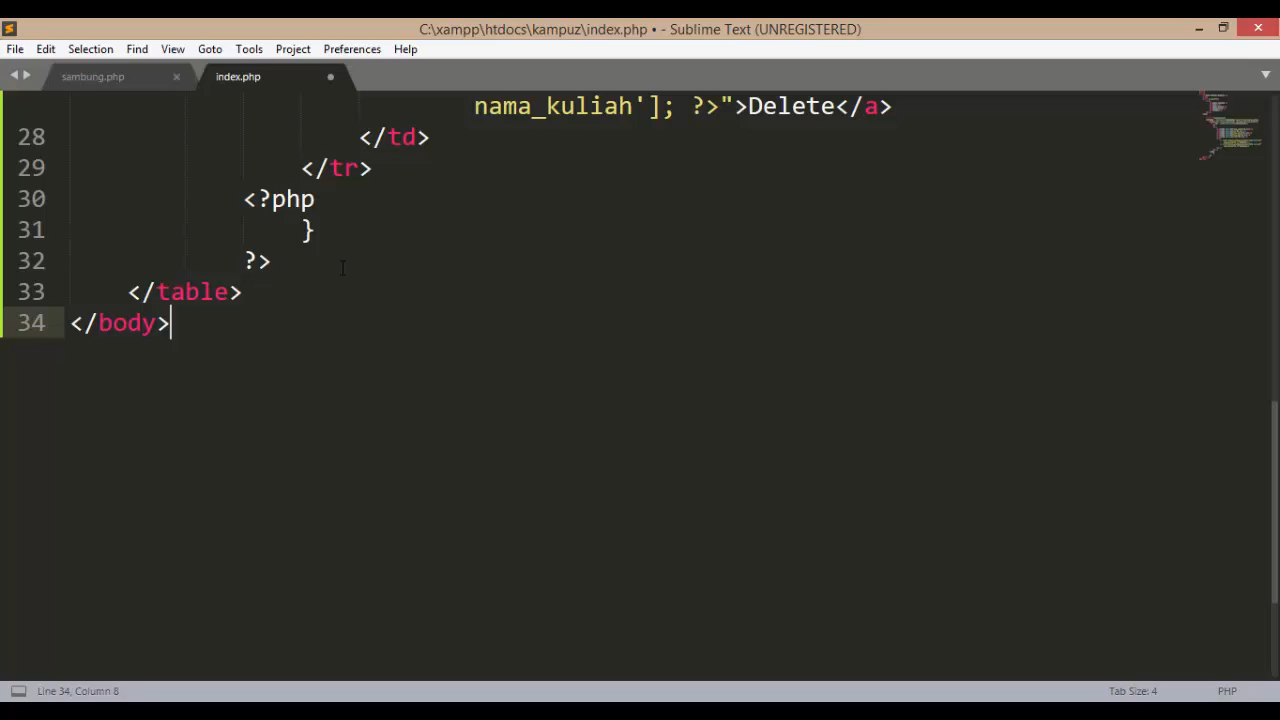 C:\xampp\htdocs\kampuz\index.php • - Sublime Text (UNREGISTERED)
File Edit Selection Find View Goto Tools Project Preferences Help
sambung.php × index.php
nama_kuliah']; ?>">Delete</a>
28 </td>
29 </tr>
30 <?php
31 }
32 ?>
33 </table>
34 </body>
Line 34, Column 8 Tab Size: 4 PHP